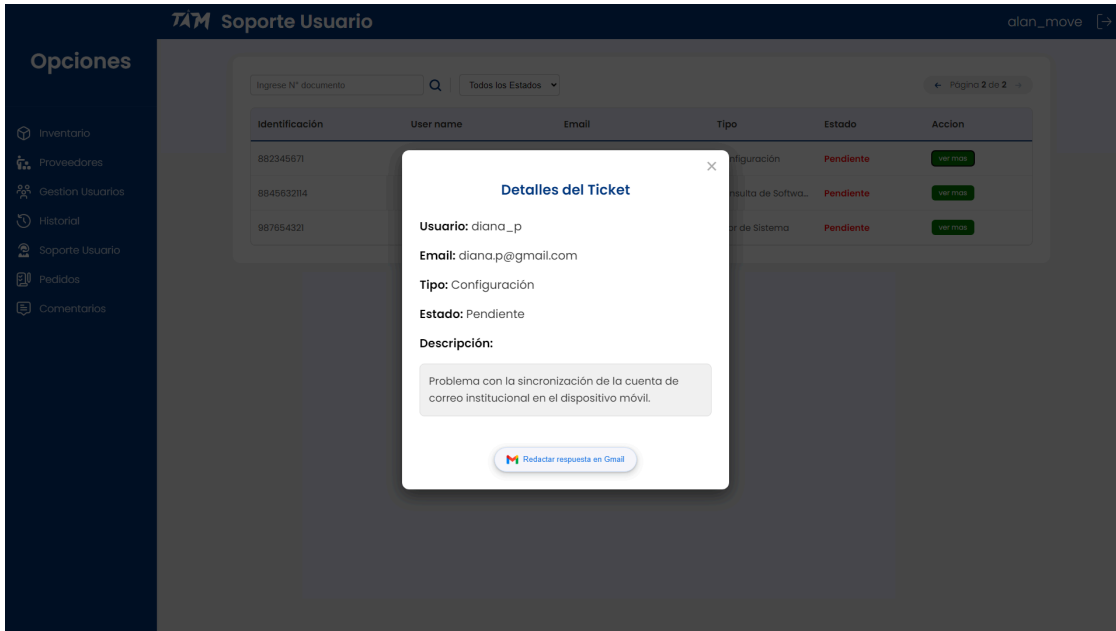 TAM Soporte Usuario
alan_move
Opciones
Inventario
Proveedores
Gestion Usuarios
Historial
Soporte Usuario
Pedidos
Comentarios
Ingrese N° documento
Todos los Estados
← Página 2 de 2 →
Identificación User name Email Tipo Estado Accion
882345671 nfiguración Pendiente ver mas
8845632114 nsulta de Softwa... Pendiente ver mas
987654321 or de Sistema Pendiente ver mas
×
Detalles del Ticket
Usuario: diana_p
Email: diana.p@gmail.com
Tipo: Configuración
Estado: Pendiente
Descripción:
Problema con la sincronización de la cuenta de
correo institucional en el dispositivo móvil.
Redactar respuesta en Gmail